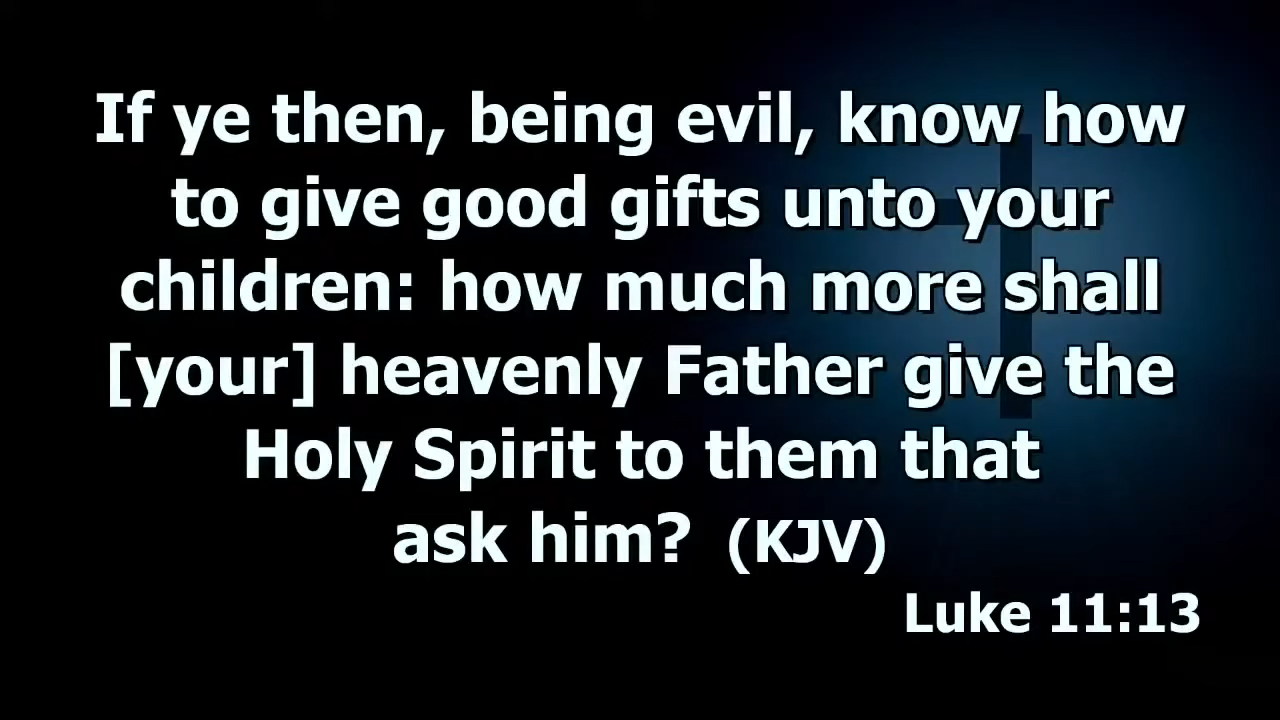 If ye then, being evil, know how
to give good gifts unto your
children: how much more shall
[your] heavenly Father give the
Holy Spirit to them that
ask him? (KJV)
Luke 11:13